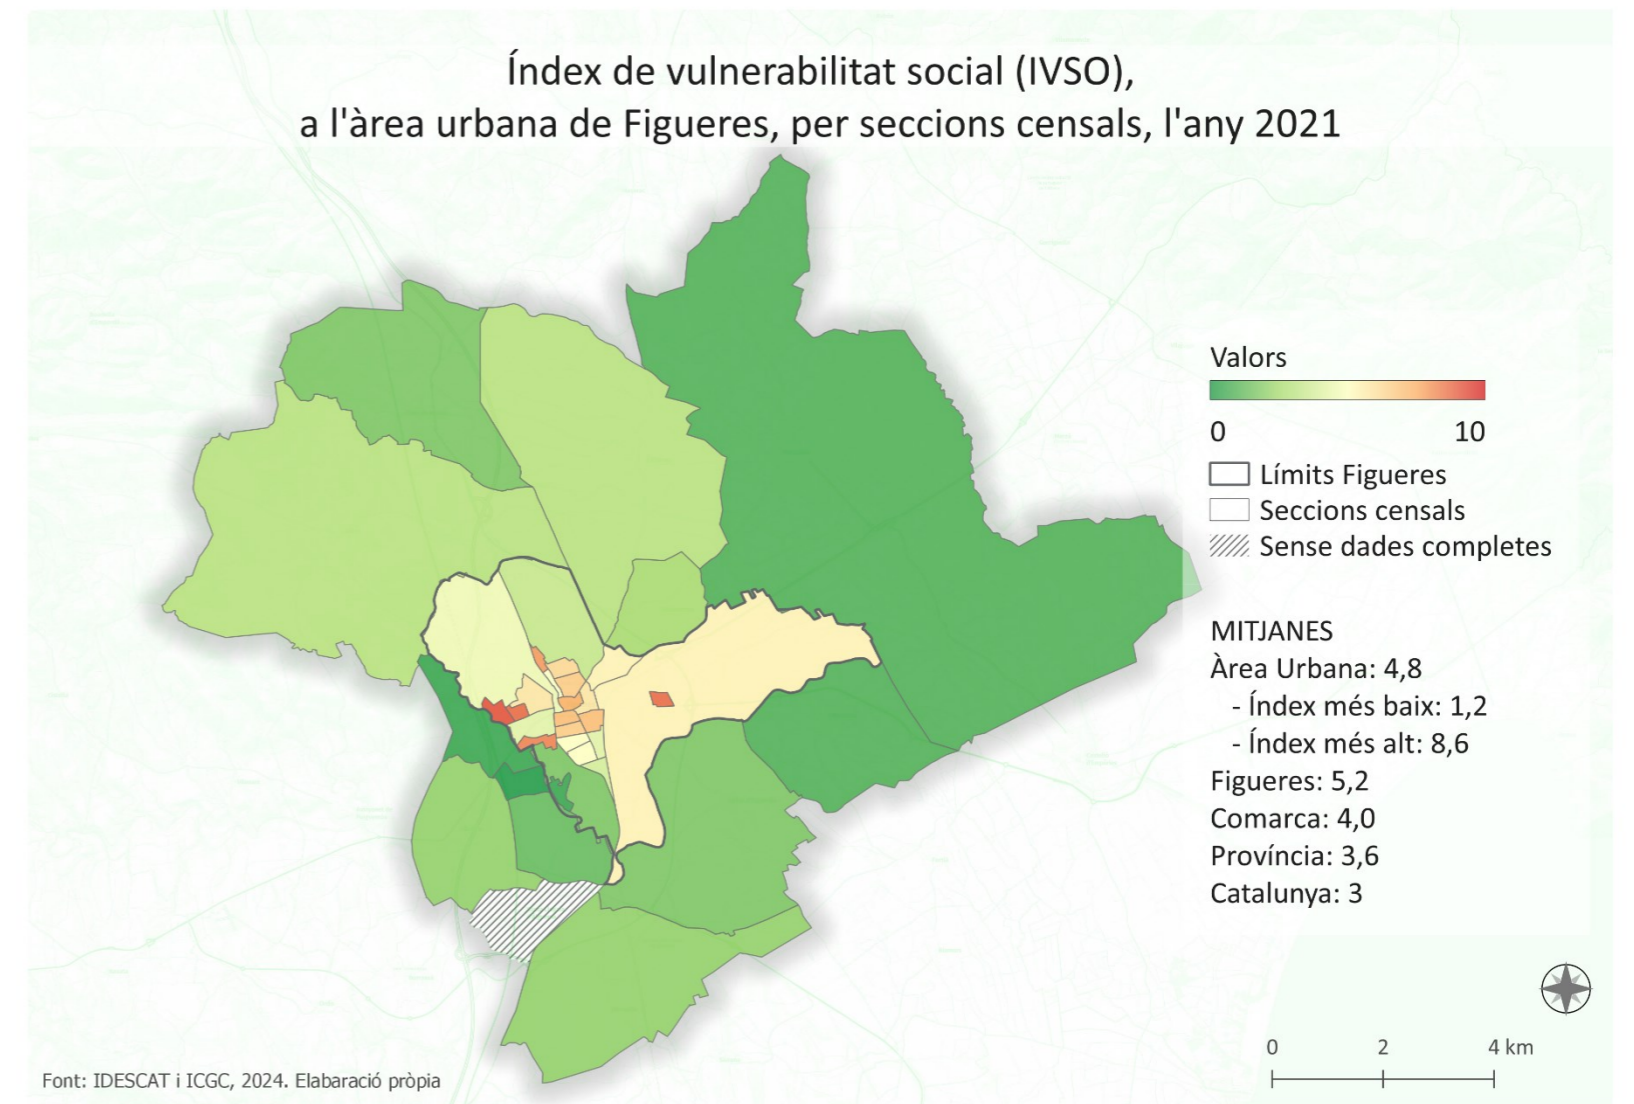 Índex de vulnerabilitat social (IVSO),
a l'àrea urbana de Figueres, per seccions censals, l'any 2021
Valors
0 10
Límits Figueres
Seccions censals
Sense dades completes
MITJANES
Àrea Urbana: 4,8
- Índex més baix: 1,2
- Índex més alt: 8,6
Figueres: 5,2
Comarca: 4,0
Província: 3,6
Catalunya: 3
0 2 4 km
Font: IDESCAT i ICGC, 2024. Elabaració pròpia